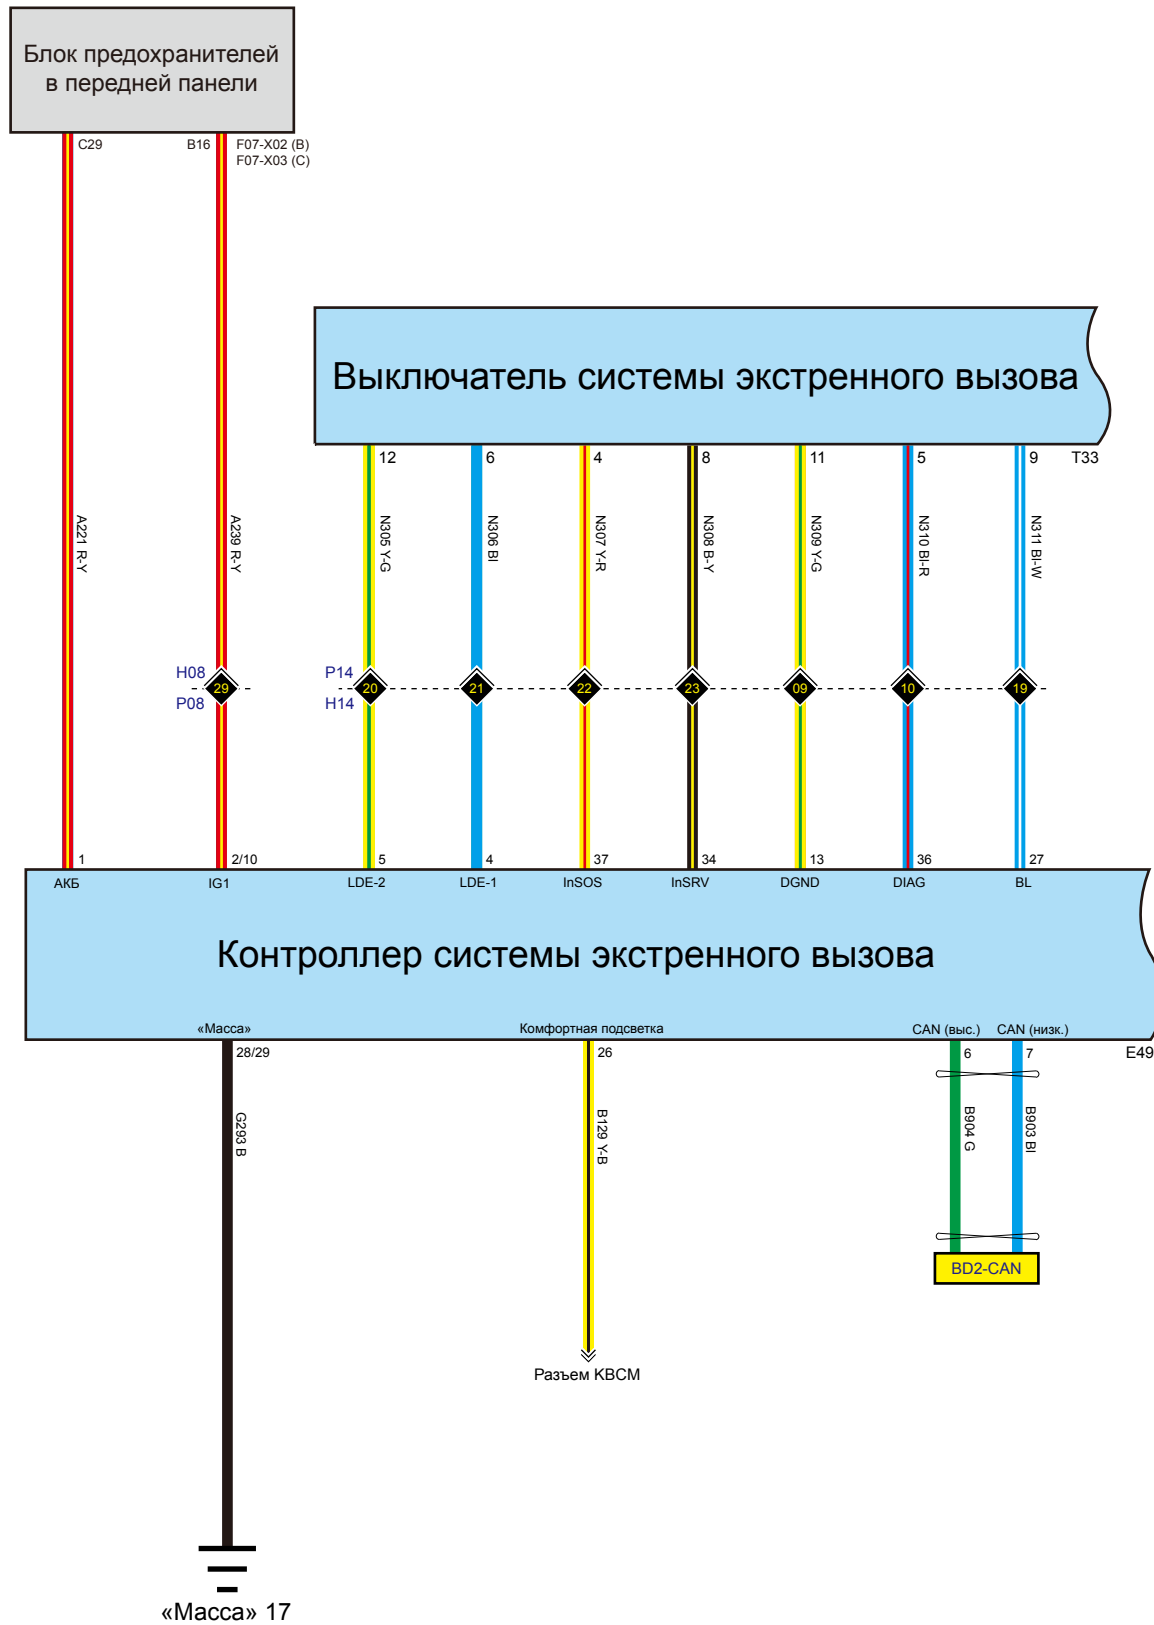 Блок предохранителей
в передней панели
C29
B16
F07-X02 (B)
F07-X03 (C)
Выключатель системы экстренного вызова
12
6
4
8
11
5
9
T33
A221 R-Y
A239 R-Y
N305 Y-G
N306 Bl
N307 Y-R
N308 B-Y
N309 Y-G
N310 Bl-R
N311 Bl-W
H08
P08
29
P14
H14
20
21
22
23
09
10
19
1
2/10
5
4
37
34
13
36
27
АКБ
IG1
LDE-2
LDE-1
InSOS
InSRV
DGND
DIAG
BL
Контроллер системы экстренного вызова
«Масса»
Комфортная подсветка
CAN (выс.)
CAN (низк.)
28/29
26
6
7
E49
G293 B
B129 Y-B
B904 G
B903 Bl
BD2-CAN
Разъем KBCM
«Масса» 17